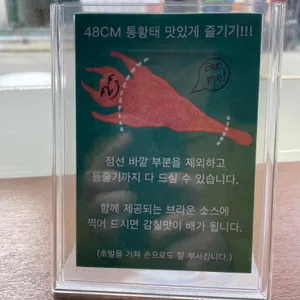 48CM 통황태 맛있게 즐기기!!!
Eat
me!
점선 바깥 부분을 제외하고
등줄기까지 다 드실 수 있습니다.
함께 제공되는 브라운 소스에
찍어 드시면 감칠맛이 배가 됩니다.
(초벌을 거쳐 손으로도 잘 부서집니다.)